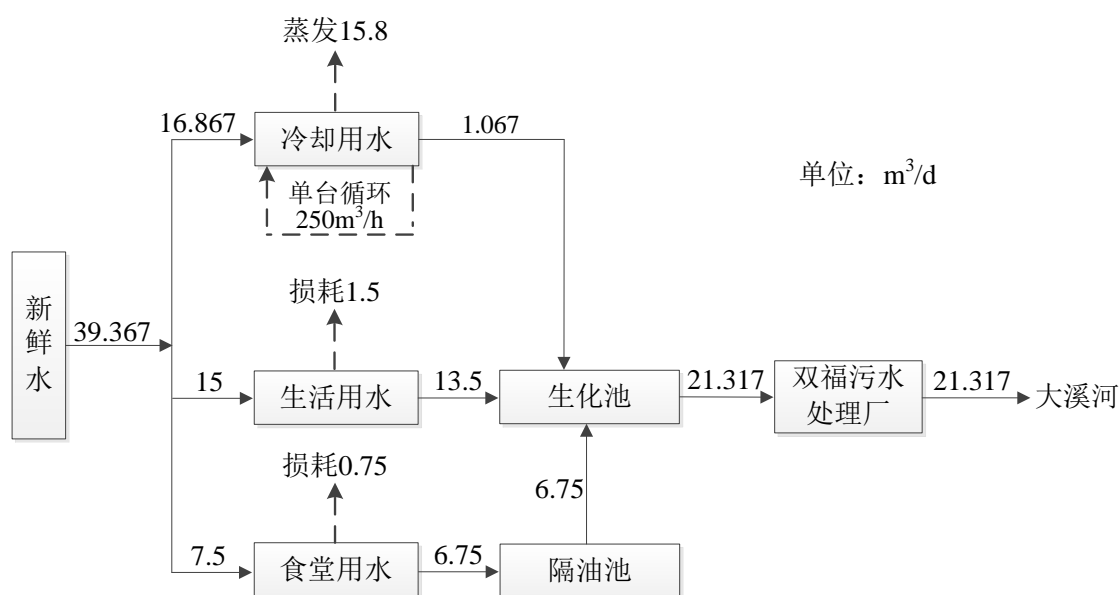 蒸发15.8
16.867
冷却用水
1.067
单台循环
250m³/h
单位：m³/d
新鲜水
39.367
损耗1.5
15
生活用水
13.5
生化池
21.317
双福污水
处理厂
21.317
大溪河
损耗0.75
6.75
7.5
食堂用水
6.75
隔油池